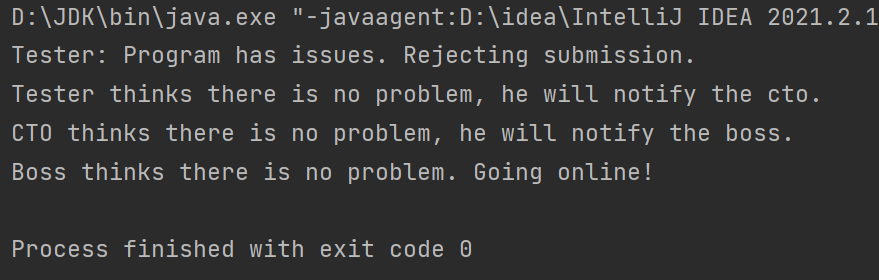 D:\JDK\bin\java.exe "-javaagent:D:\idea\IntelliJ IDEA 2021.2.1
Tester: Program has issues. Rejecting submission.
Tester thinks there is no problem, he will notify the cto.
CTO thinks there is no problem, he will notify the boss.
Boss thinks there is no problem. Going online!
Process finished with exit code 0